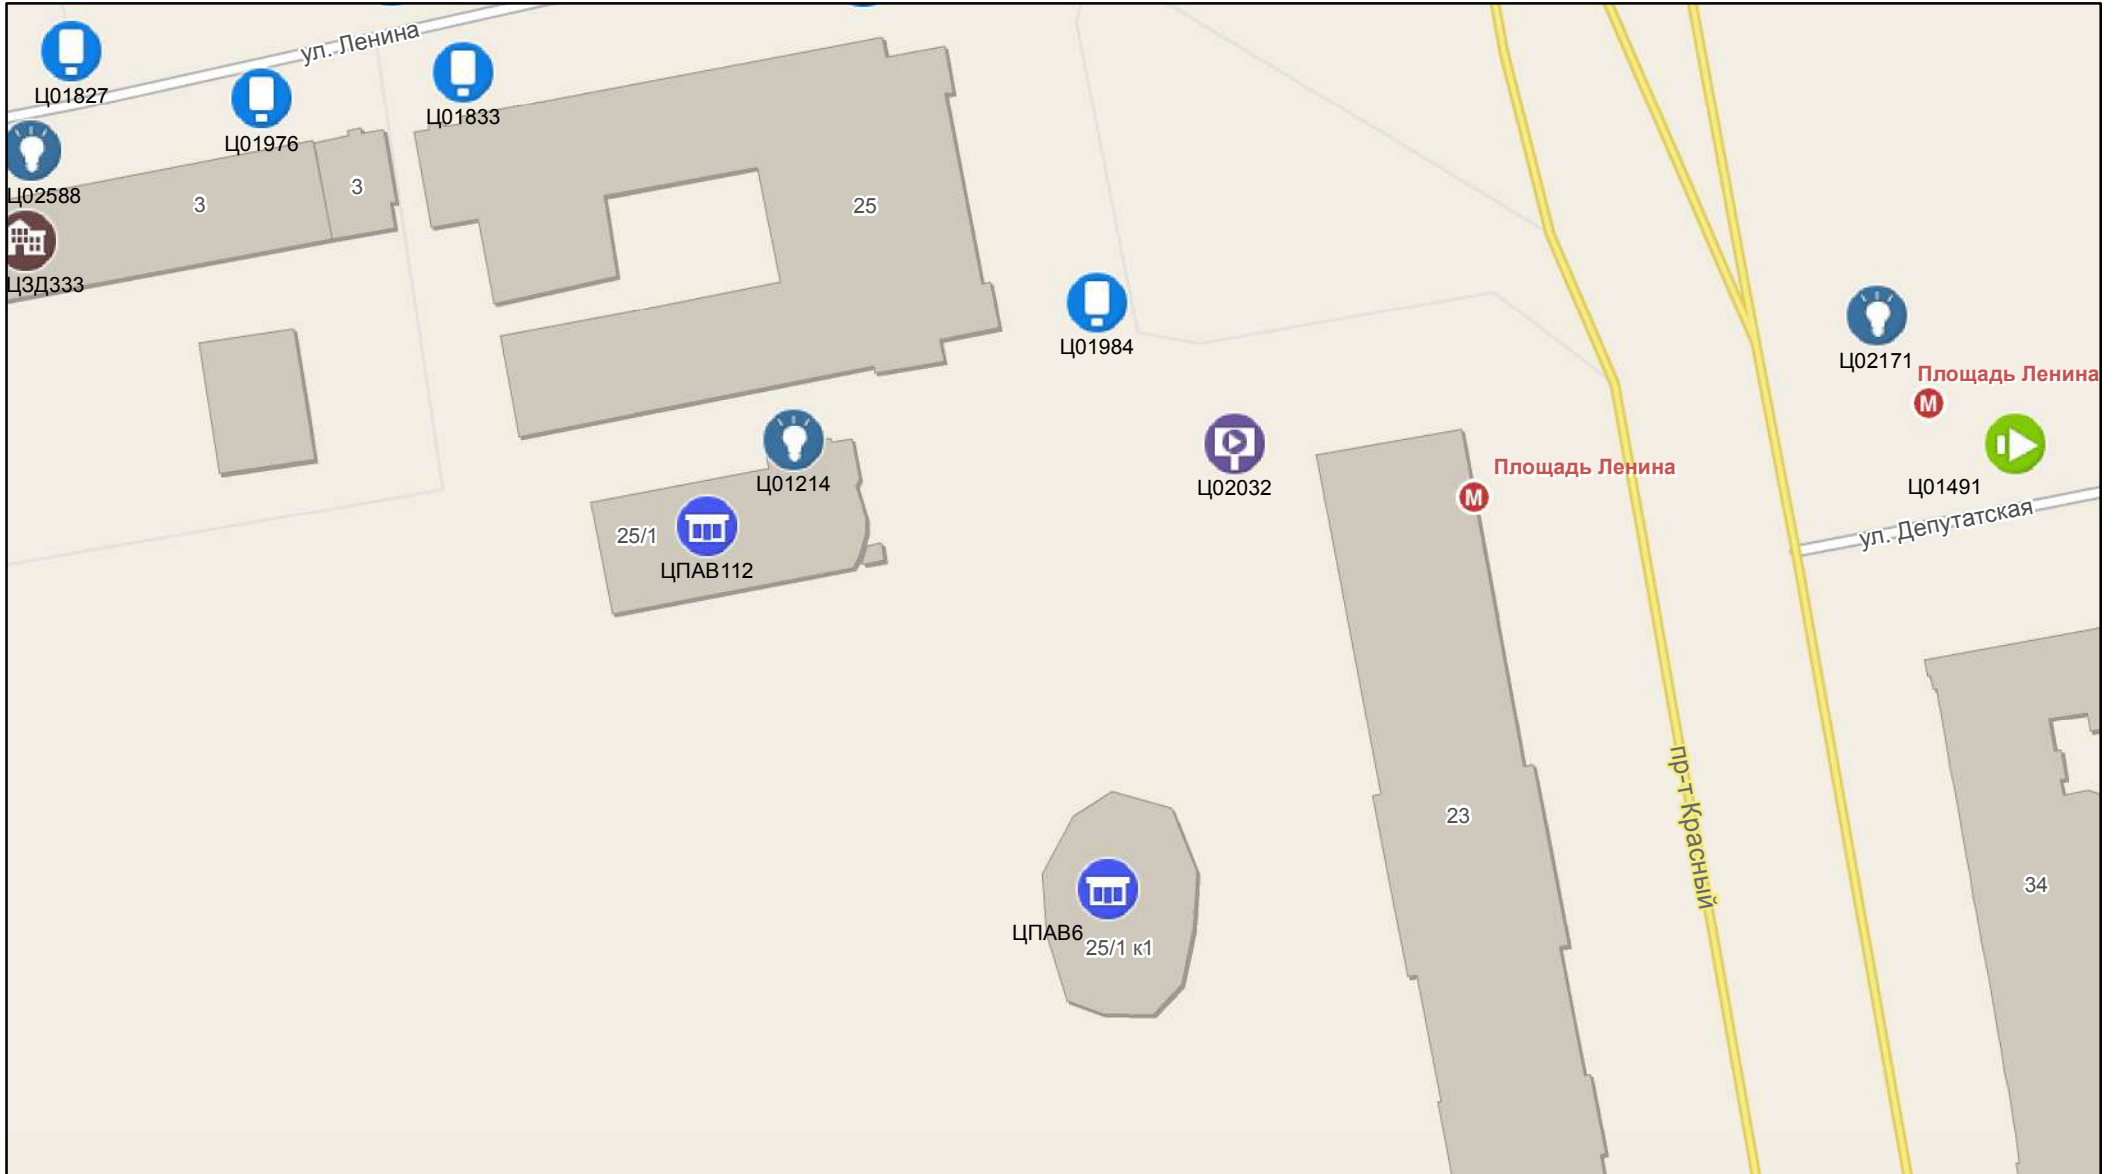 ул. Ленина
Ц01827
Ц01976
Ц01833
Ц02588
3
3
25
ЦЗД333
Ц01984
Ц02171
Площадь Ленина
М
Ц01214
Ц02032
Площадь Ленина
М
Ц01491
ул. Депутатская
25/1
ЦПАВ112
пр-т Красный
23
34
ЦПАВ6
25/1 к1